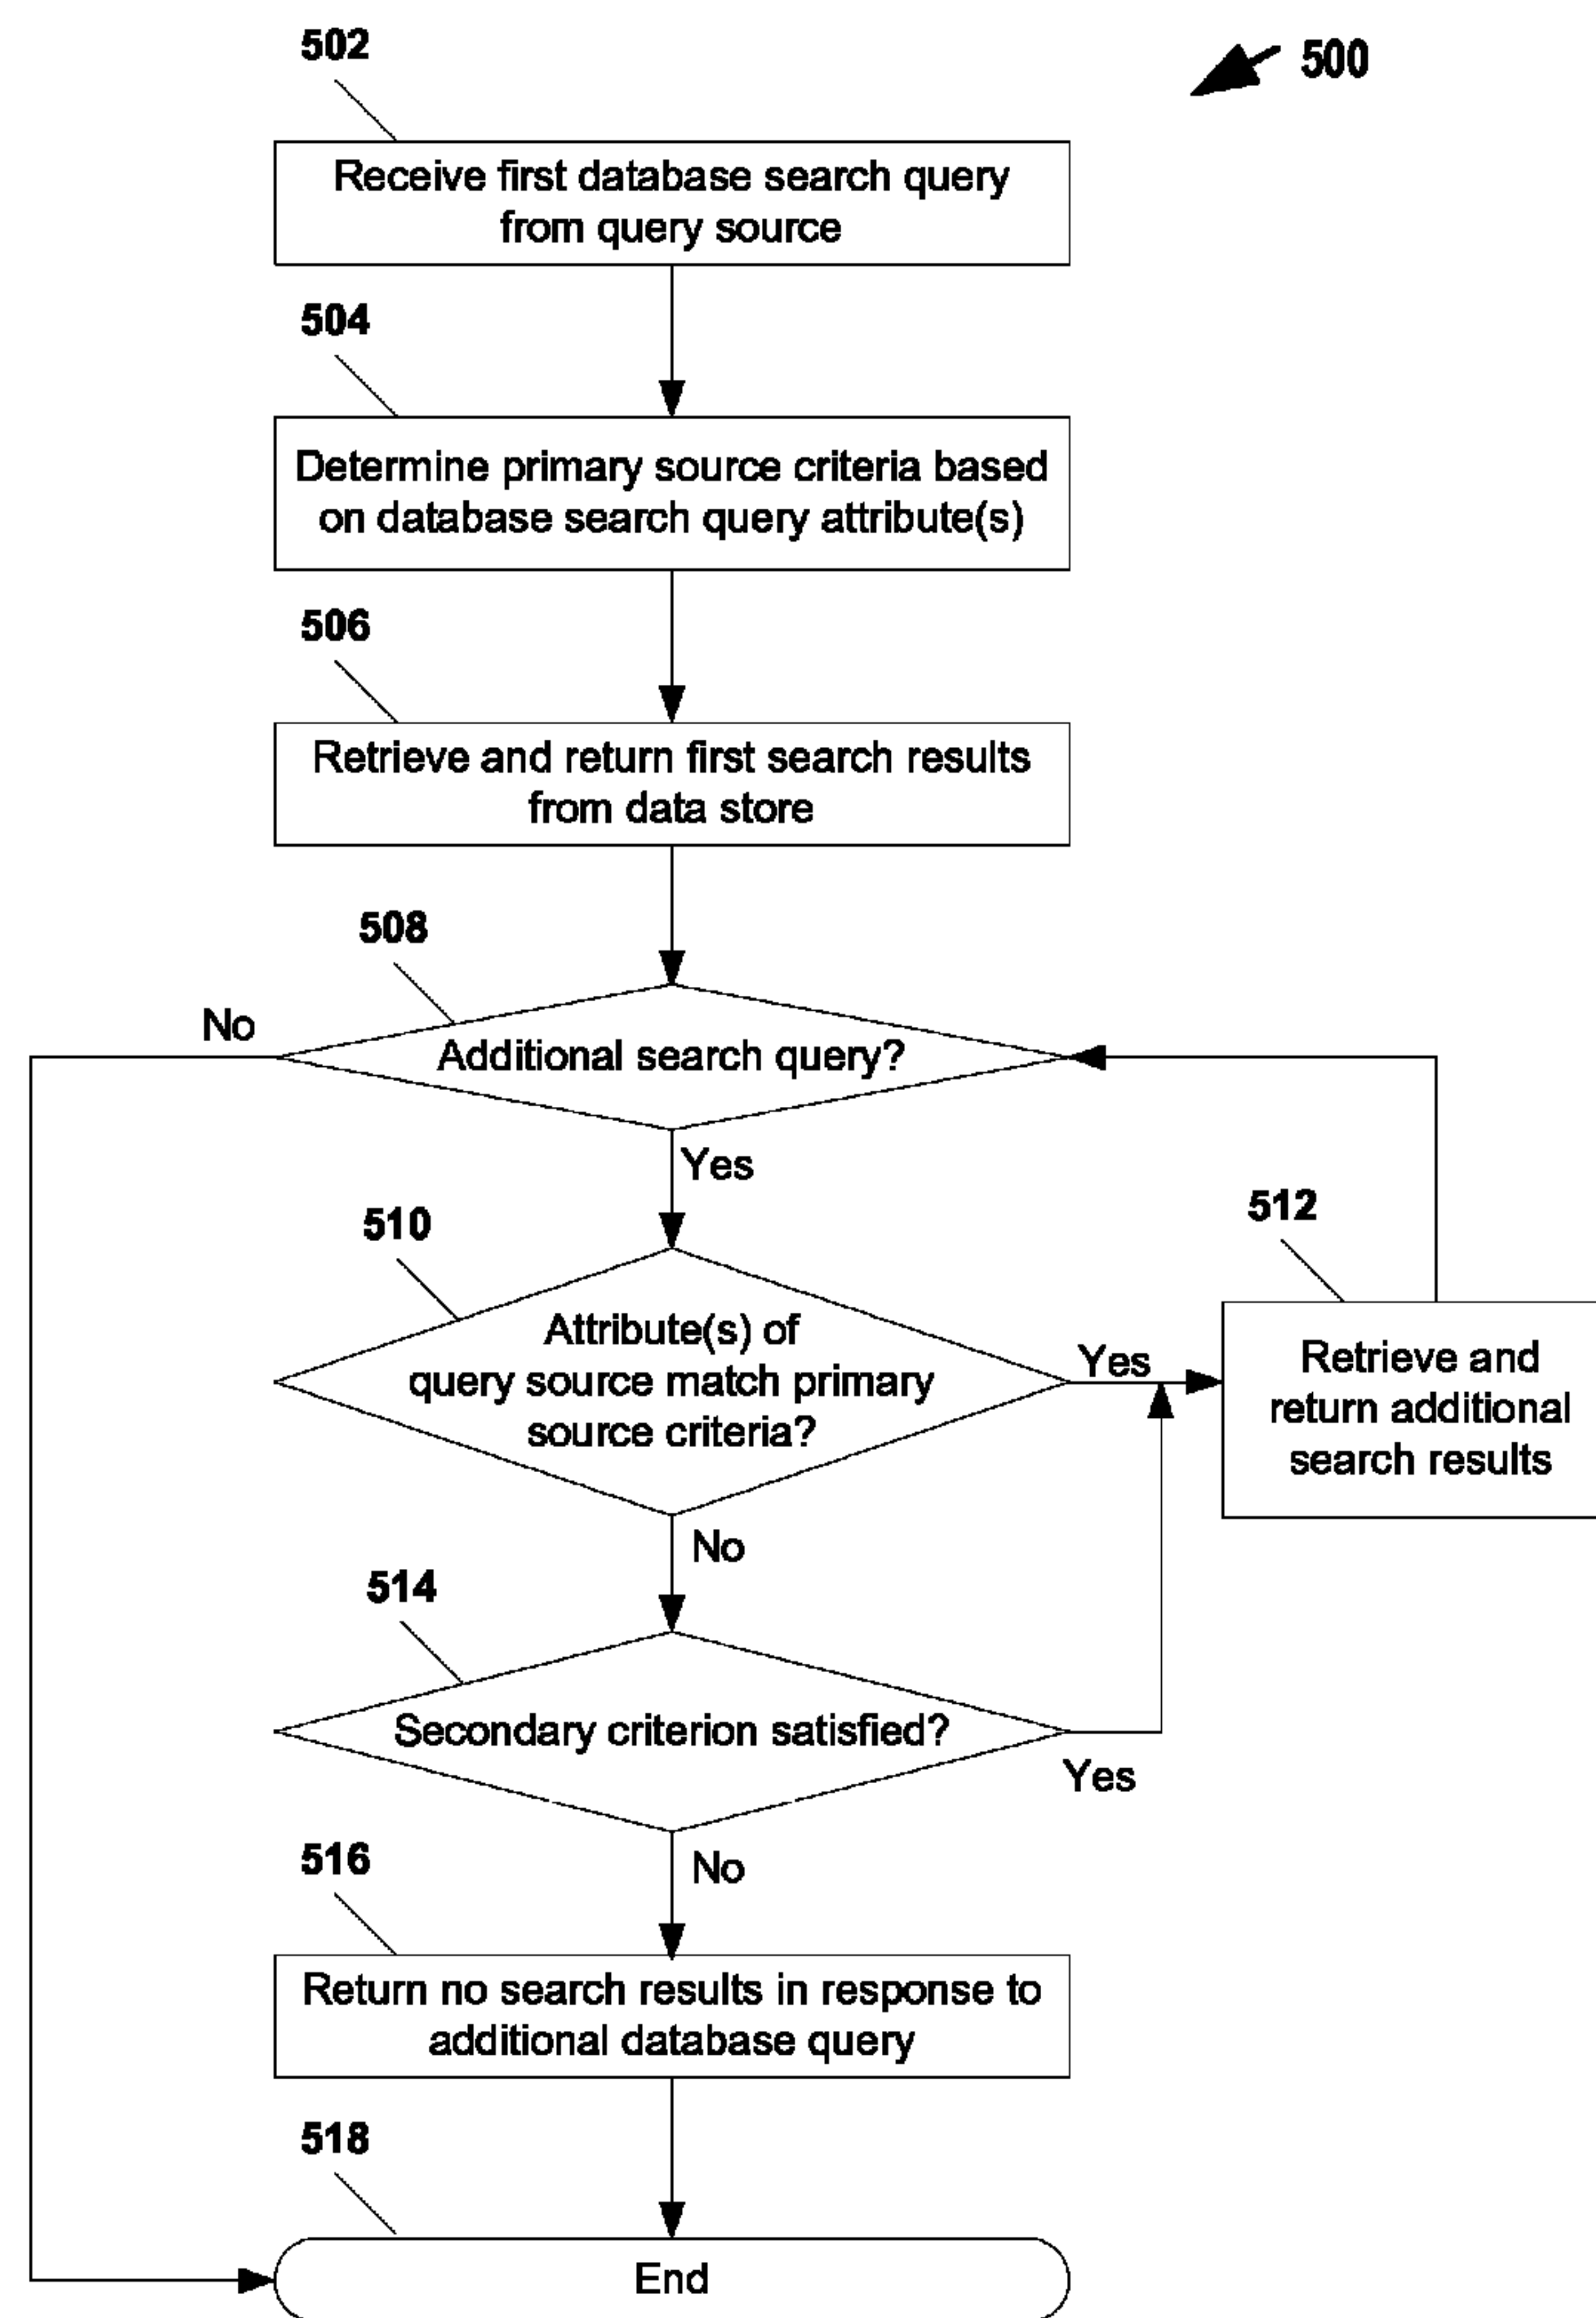 502
500
Receive first database search query
from query source
504
Determine primary source criteria based
on database search query attribute(s)
506
Retrieve and return first search results
from data store
508
No
Additional search query?
Yes
510
512
Attribute(s) of
query source match primary
source criteria?
Yes
Retrieve and
return additional
search results
No
514
Secondary criterion satisfied?
Yes
No
516
Return no search results in response to
additional database query
518
End